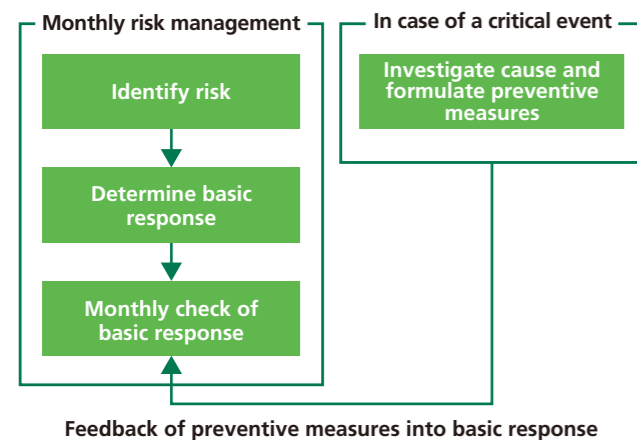 Monthly risk management
Identify risk
Determine basic
response
Monthly check of
basic response
In case of a critical event
Investigate cause and
formulate preventive
measures
Feedback of preventive measures into basic response